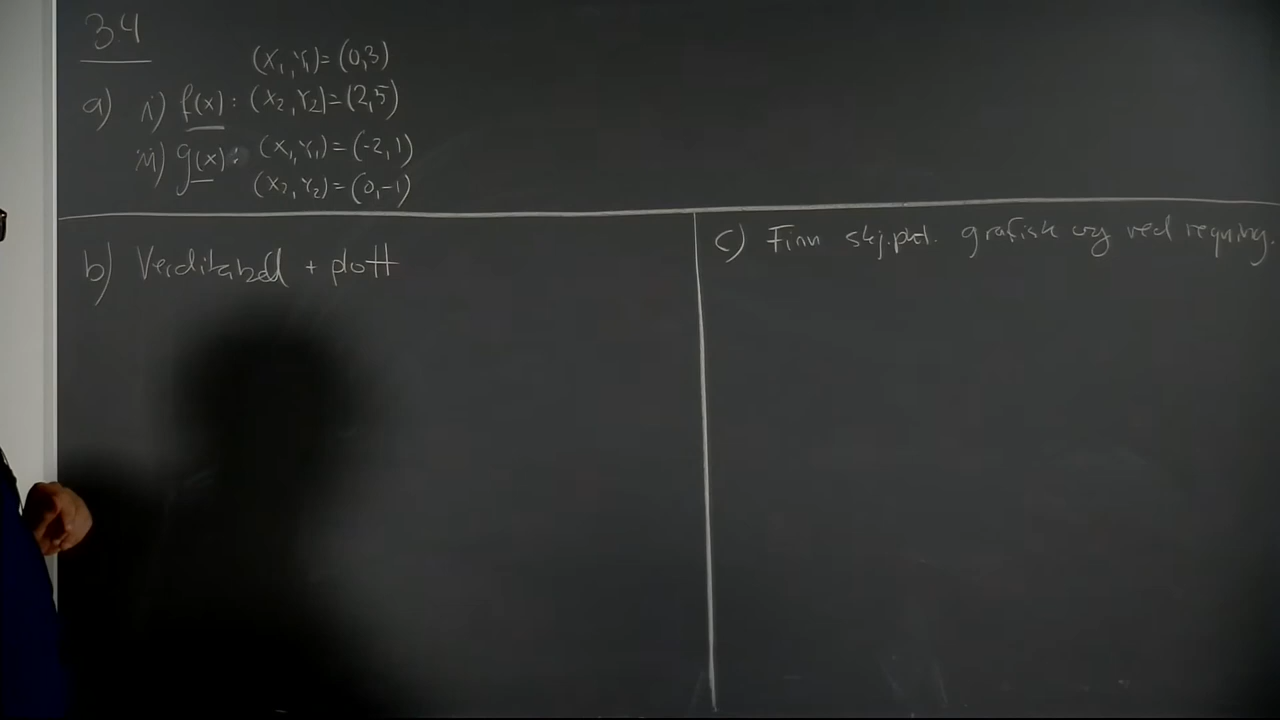 3.4
(x₁,y₁)=(0,3)
a) i) f(x): (x₂,y₂)=(2,5)
ii) g(x): (x₁,y₁)=(-2,1)
(x₂,y₂)=(0,-1)
b) Verditabell + plott
c) Finn skj.pkt. grafisk og ved regning.